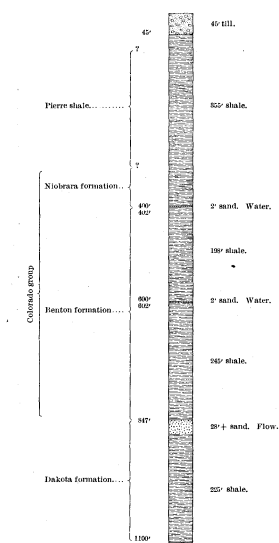 45' till.
45'
?
Pierre shale........
355' shale.
?
Niobrara formation..
400'
402'
2' sand. Water.
198' shale.
Colorado group
600'
602'
2' sand. Water.
Benton formation....
245' shale.
847'
28'+ sand. Flow.
Dakota formation....
225' shale.
1100'